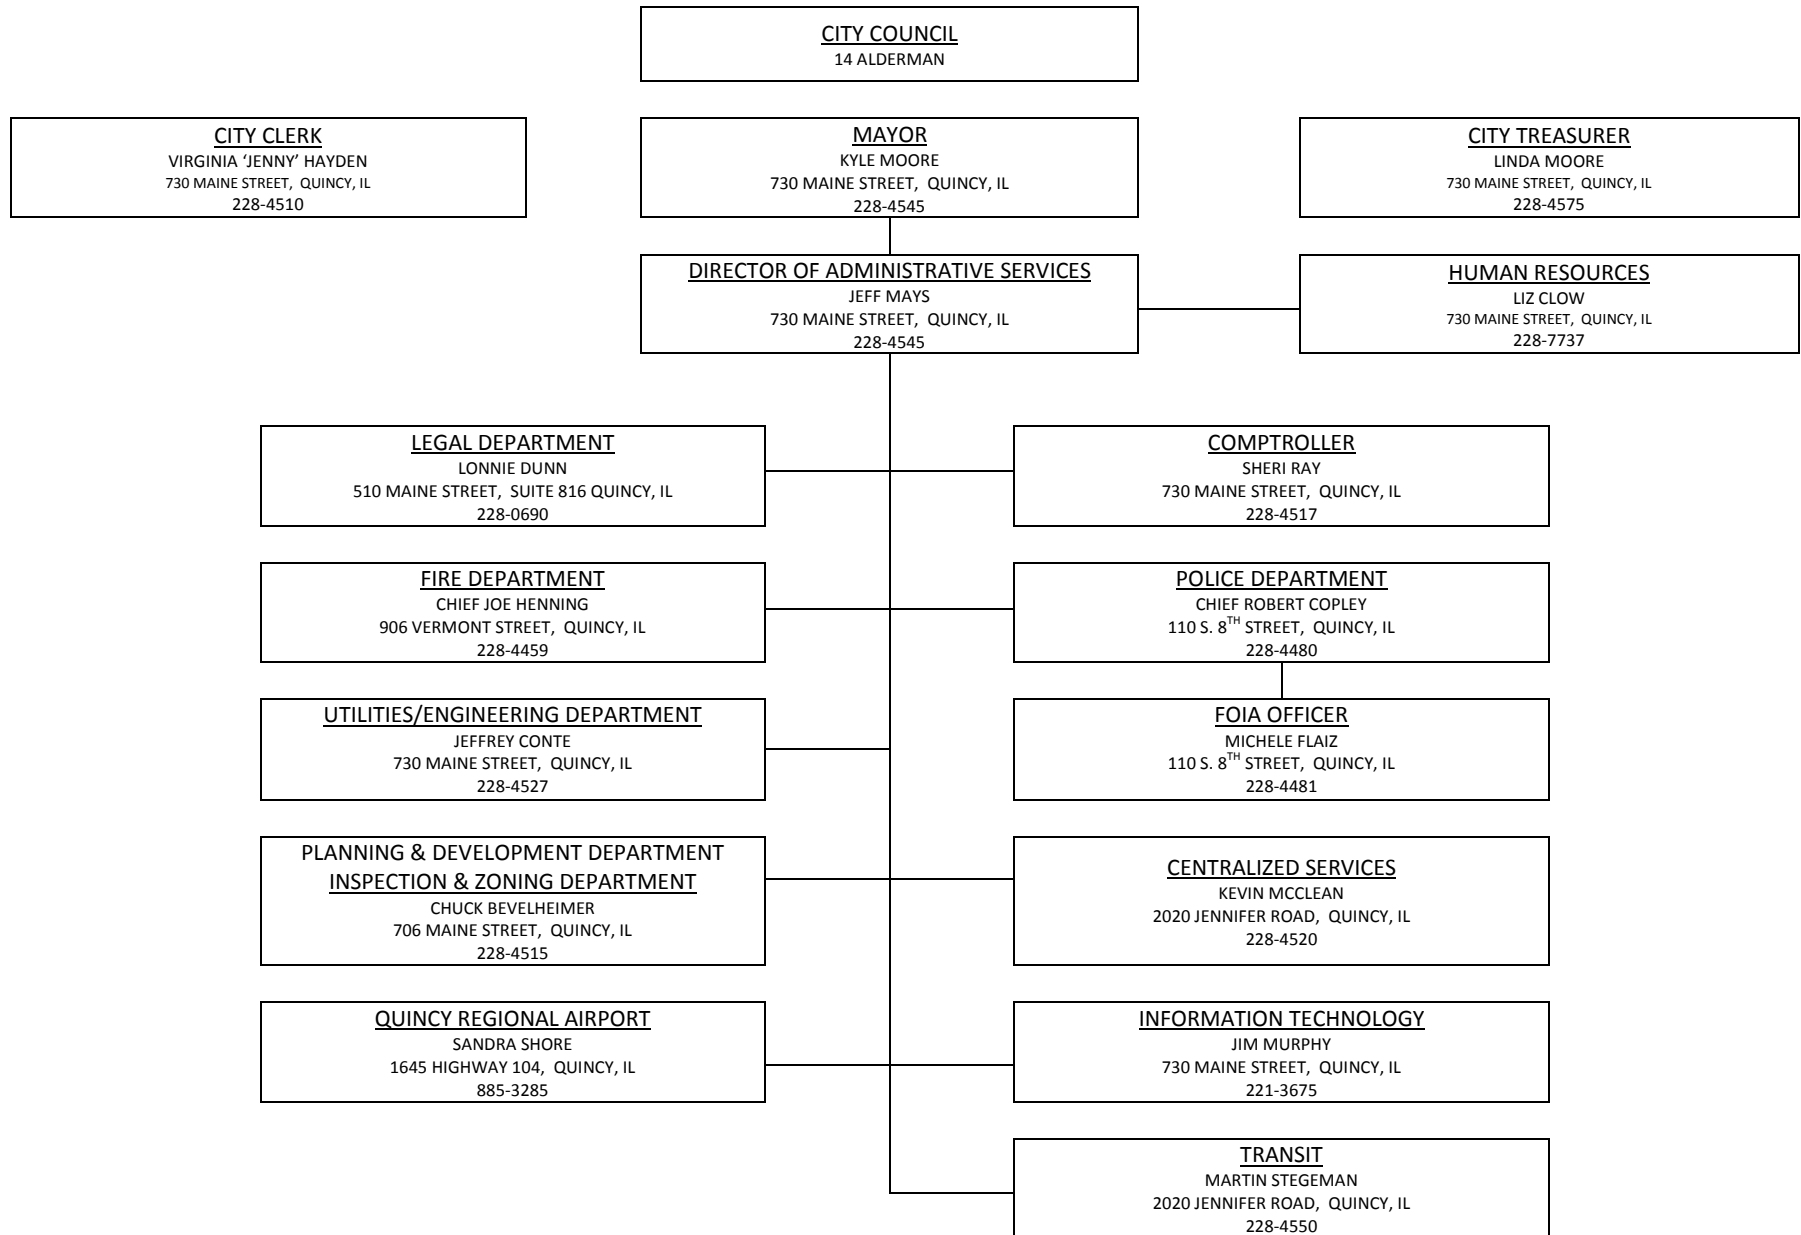 CITY COUNCIL
14 ALDERMAN
CITY CLERK
VIRGINIA ‘JENNY’ HAYDEN
730 MAINE STREET, QUINCY, IL
228-4510
MAYOR
KYLE MOORE
730 MAINE STREET, QUINCY, IL
228-4545
CITY TREASURER
LINDA MOORE
730 MAINE STREET, QUINCY, IL
228-4575
DIRECTOR OF ADMINISTRATIVE SERVICES
JEFF MAYS
730 MAINE STREET, QUINCY, IL
228-4545
HUMAN RESOURCES
LIZ CLOW
730 MAINE STREET, QUINCY, IL
228-7737
LEGAL DEPARTMENT
LONNIE DUNN
510 MAINE STREET, SUITE 816 QUINCY, IL
228-0690
COMPTROLLER
SHERI RAY
730 MAINE STREET, QUINCY, IL
228-4517
FIRE DEPARTMENT
CHIEF JOE HENNING
906 VERMONT STREET, QUINCY, IL
228-4459
POLICE DEPARTMENT
CHIEF ROBERT COPLEY
110 S. 8TH STREET, QUINCY, IL
228-4480
UTILITIES/ENGINEERING DEPARTMENT
JEFFREY CONTE
730 MAINE STREET, QUINCY, IL
228-4527
FOIA OFFICER
MICHELE FLAIZ
110 S. 8TH STREET, QUINCY, IL
228-4481
PLANNING & DEVELOPMENT DEPARTMENT
INSPECTION & ZONING DEPARTMENT
CHUCK BEVELHEIMER
706 MAINE STREET, QUINCY, IL
228-4515
CENTRALIZED SERVICES
KEVIN MCCLEAN
2020 JENNIFER ROAD, QUINCY, IL
228-4520
QUINCY REGIONAL AIRPORT
SANDRA SHORE
1645 HIGHWAY 104, QUINCY, IL
885-3285
INFORMATION TECHNOLOGY
JIM MURPHY
730 MAINE STREET, QUINCY, IL
221-3675
TRANSIT
MARTIN STEGEMAN
2020 JENNIFER ROAD, QUINCY, IL
228-4550